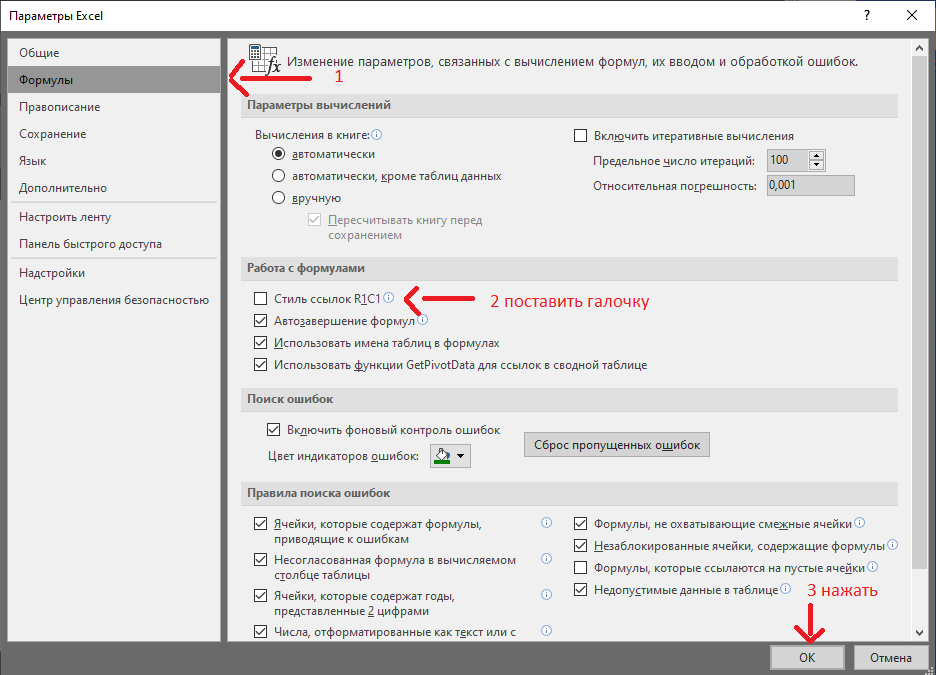 Параметры Excel
?
Общие
Формулы
Правописание
Сохранение
Язык
Дополнительно
Настроить ленту
Панель быстрого доступа
Надстройки
Центр управления безопасностью
fx
Изменение параметров, связанных с вычислением формул, их вводом и обработкой ошибок.
1
Параметры вычислений
Вычисления в книге:
автоматически
автоматически, кроме таблиц данных
вручную
Пересчитывать книгу перед
сохранением
Включить итеративные вычисления
Предельное число итераций: 100
Относительная погрешность: 0,001
Работа с формулами
Стиль ссылок R1C1
2 поставить галочку
Автозавершение формул
Использовать имена таблиц в формулах
Использовать функции GetPivotData для ссылок в сводной таблице
Поиск ошибок
Включить фоновый контроль ошибок
Цвет индикаторов ошибок:
Сброс пропущенных ошибок
Правила поиска ошибок
Ячейки, которые содержат формулы,
приводящие к ошибкам
Несогласованная формула в вычисляемом
столбце таблицы
Ячейки, которые содержат годы,
представленные 2 цифрами
Числа, отформатированные как текст или с
Формулы, не охватывающие смежные ячейки
Незаблокированные ячейки, содержащие формулы
Формулы, которые ссылаются на пустые ячейки
Недопустимые данные в таблице
3 нажать
ОК
Отмена